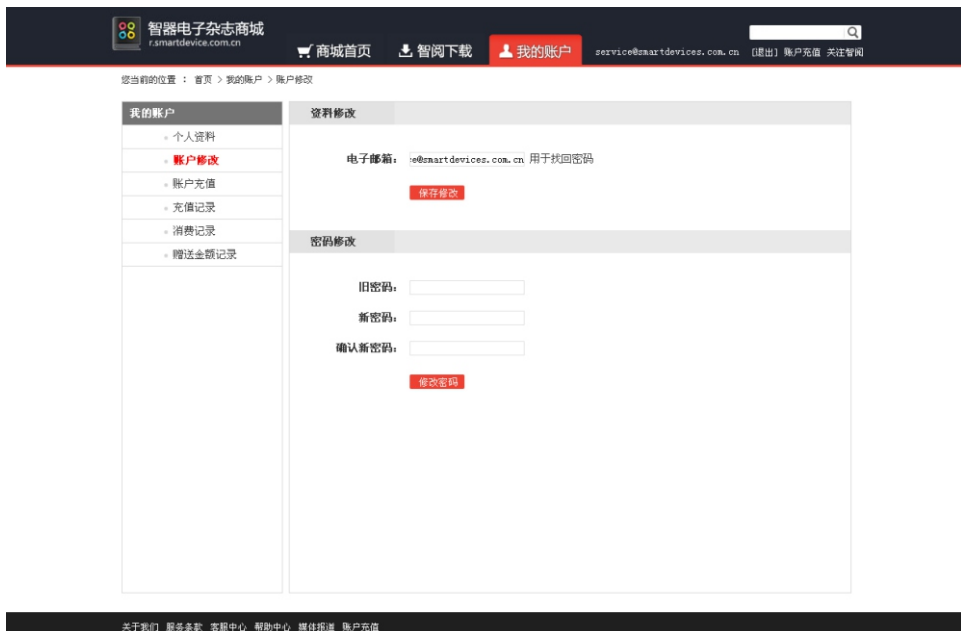 智器电子杂志商城
r.smartdevice.com.cn
商城首页 智阅下载 我的账户 service@smartdevices.com.cn [退出] 账户充值 关注智阅
您当前的位置 : 首页 > 我的账户 > 账户修改
我的账户
个人资料
账户修改
账户充值
充值记录
消费记录
赠送金额记录
资料修改
电子邮箱: e@smartdevices.com.cn 用于找回密码
保存修改
密码修改
旧密码:
新密码:
确认新密码:
修改密码
关于我们 服务条款 客服中心 帮助中心 媒体报道 账户充值